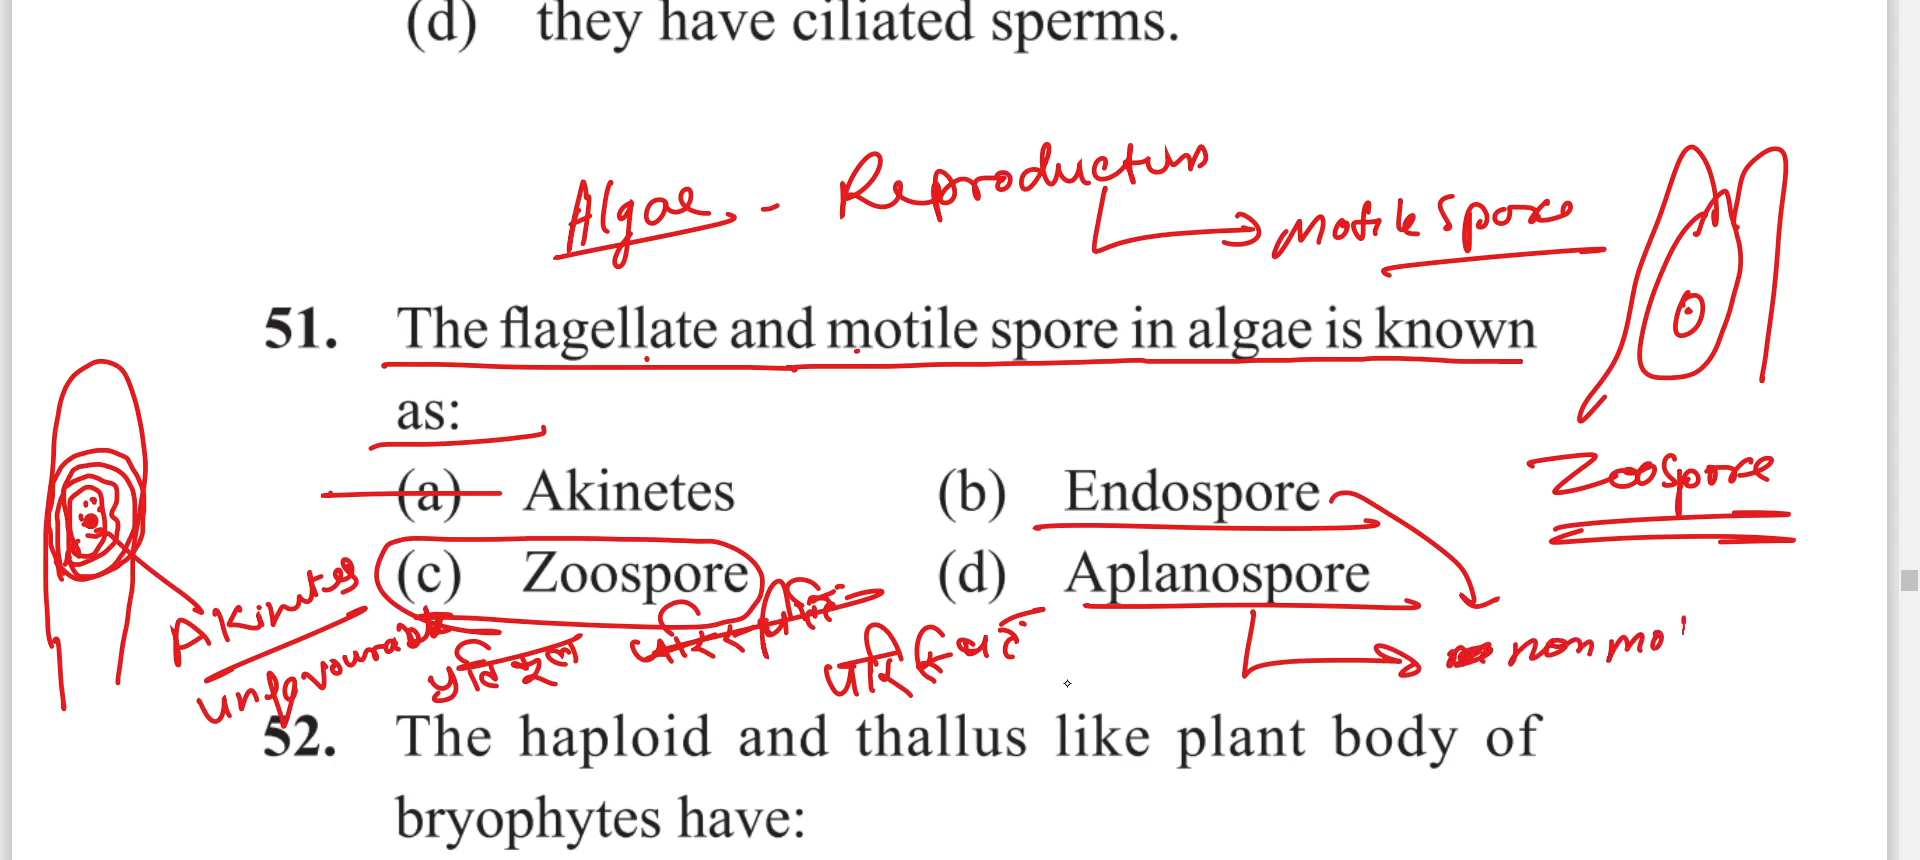 (d) they have ciliated sperms.
Algae - Reproduction
motile spore
51. The flagellate and motile spore in algae is known
as:
Zoospore
(a) Akinetes (b) Endospore
(c) Zoospore (d) Aplanospore
Akinetes
unfavourable
non mo
52. The haploid and thallus like plant body of
bryophytes have: